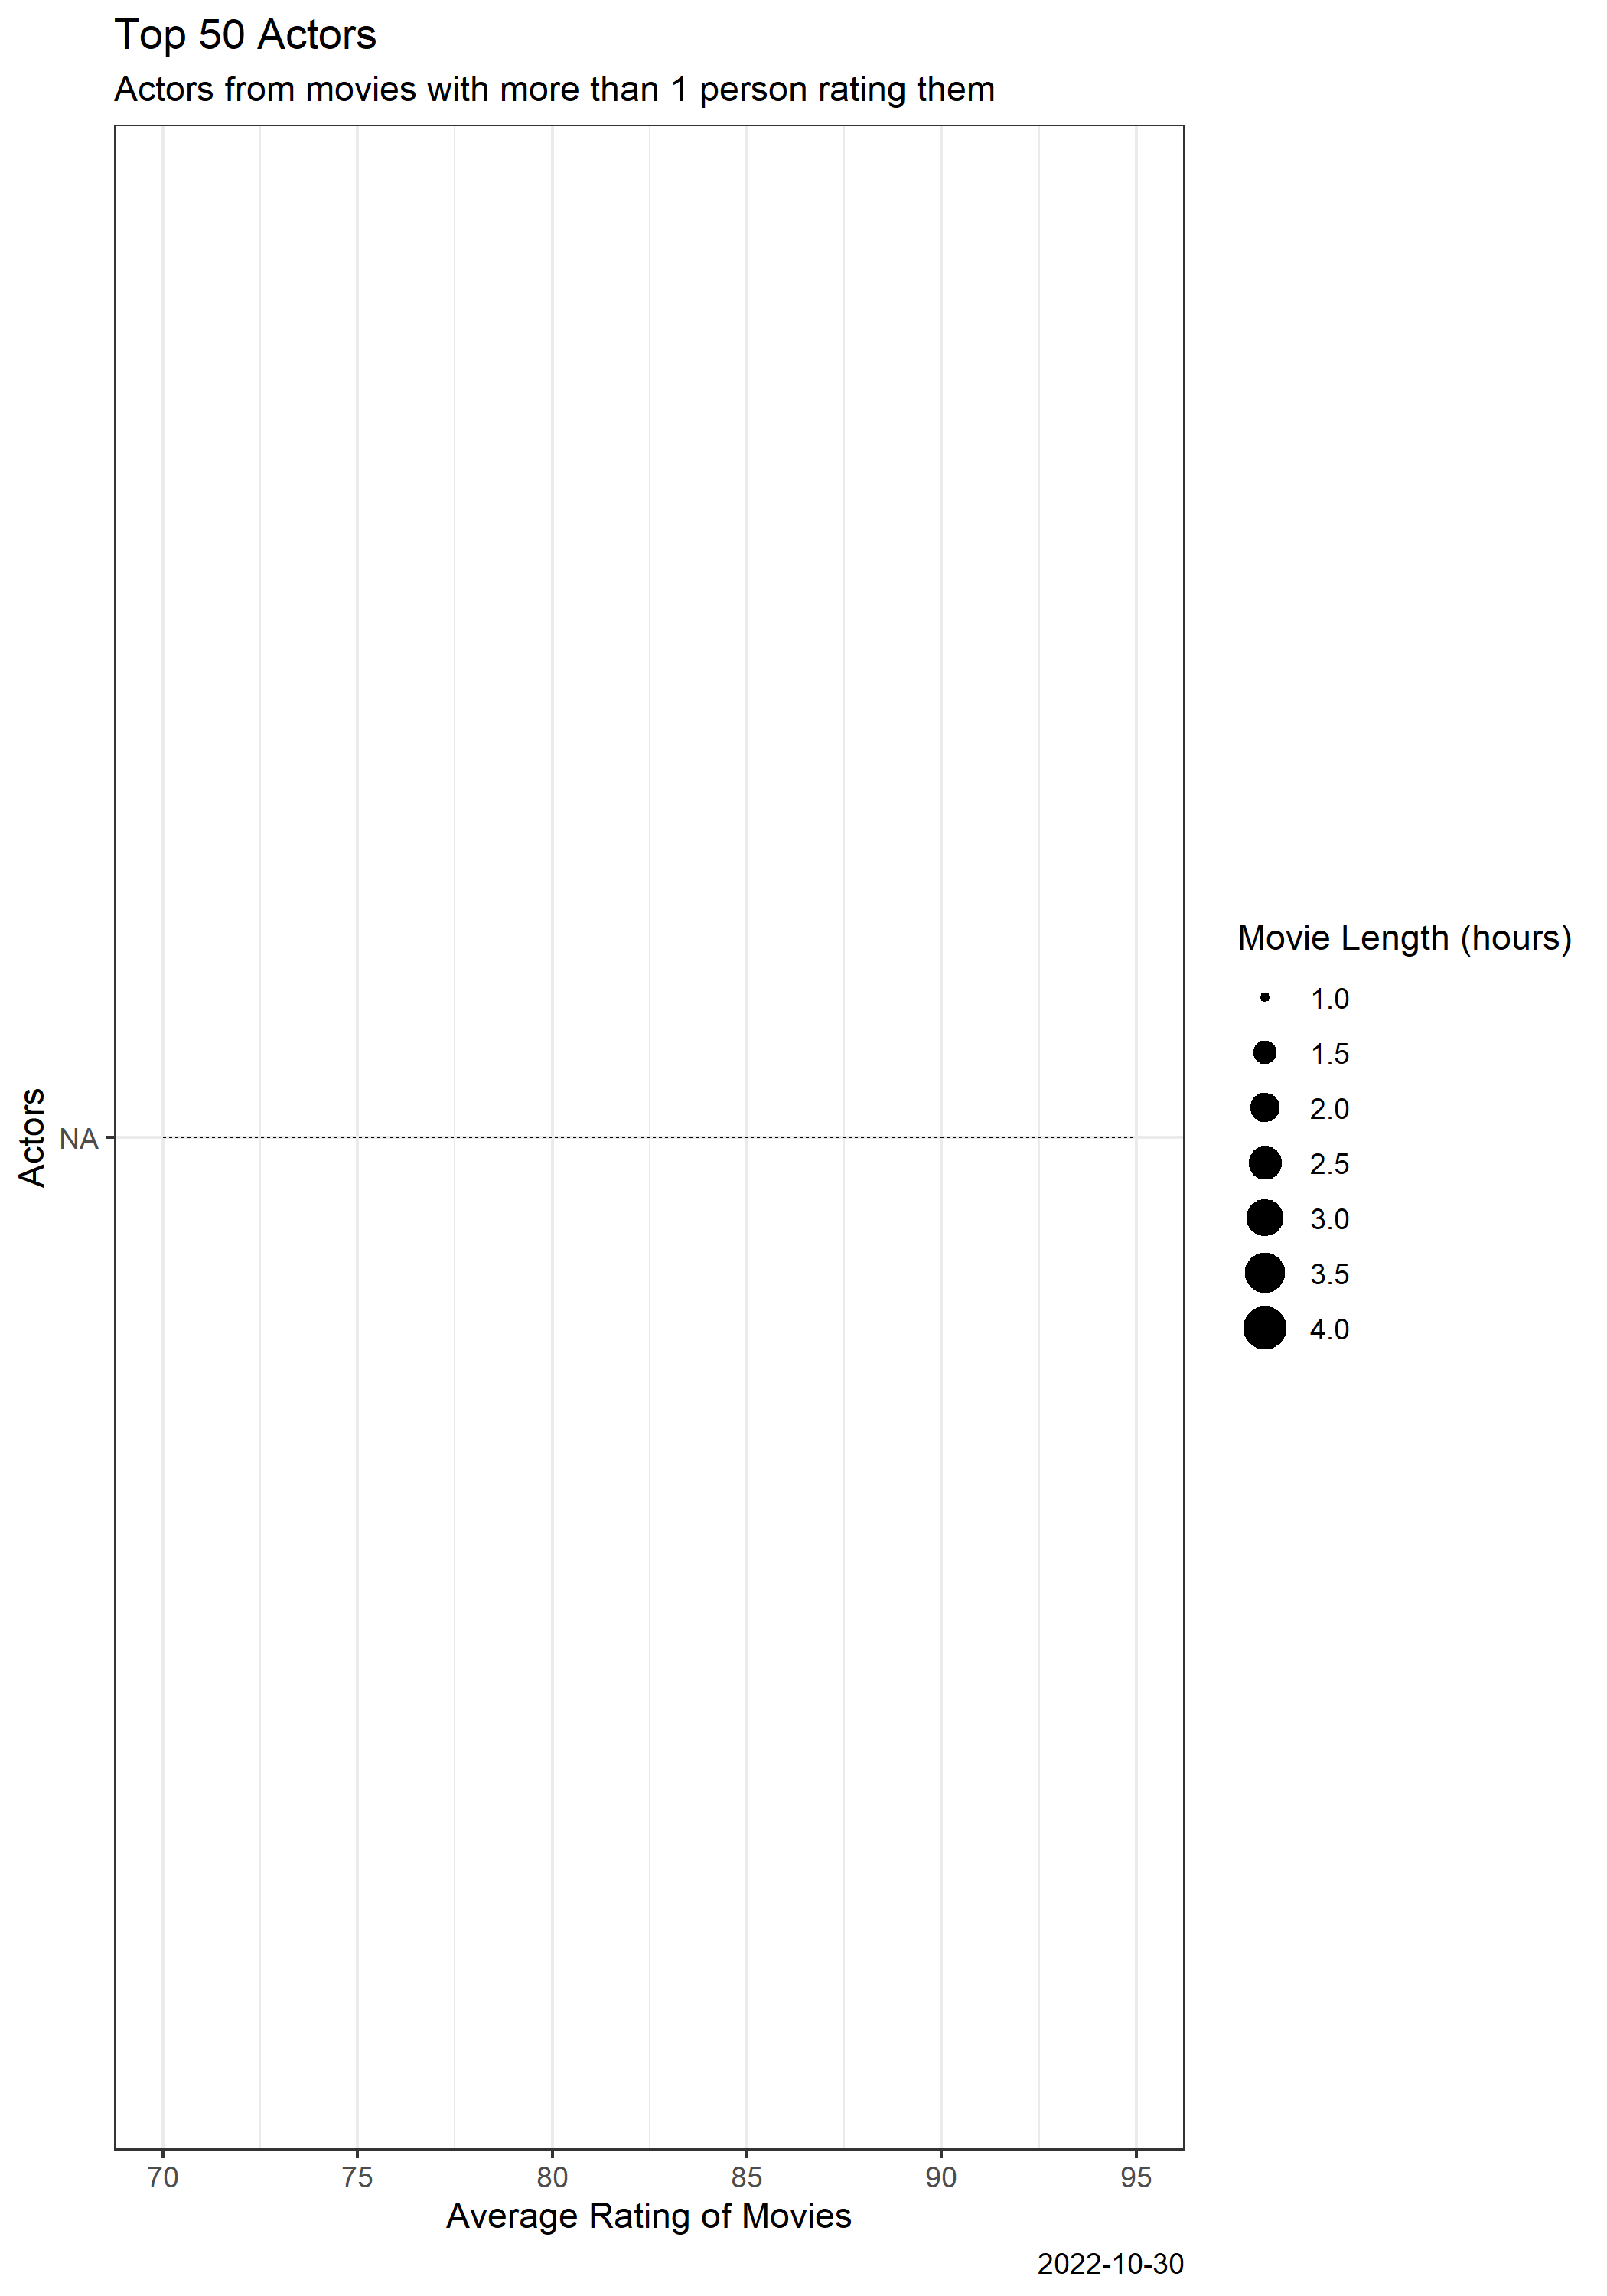 Top 50 Actors
Actors from movies with more than 1 person rating them
Actors
NA
Movie Length (hours)
1.0
1.5
2.0
2.5
3.0
3.5
4.0
70 75 80 85 90 95
Average Rating of Movies
2022-10-30